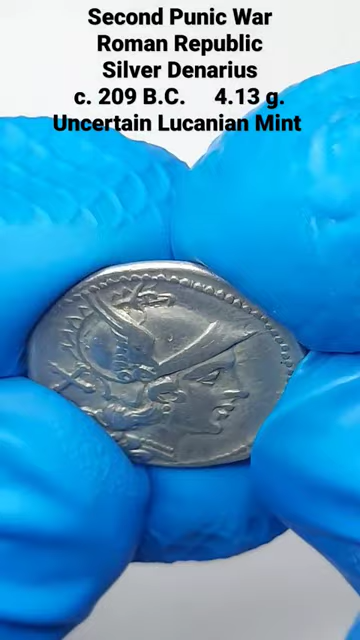 Second Punic War
Roman Republic
Silver Denarius
c. 209 B.C. 4.13 g.
Uncertain Lucanian Mint